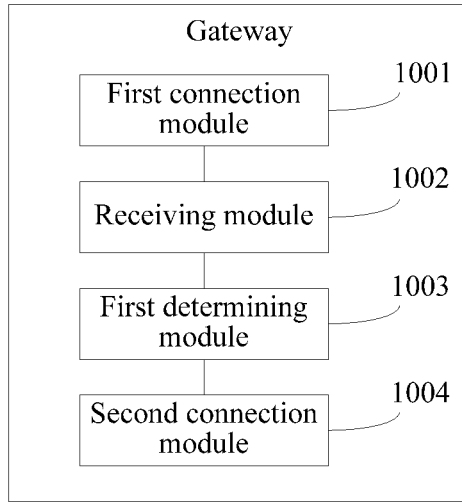 Gateway
1001
First connection
module
1002
Receiving module
1003
First determining
module
1004
Second connection
module